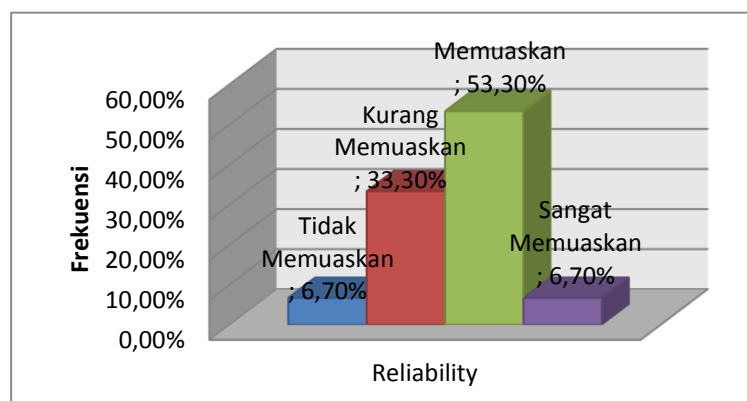 Frekuensi
60,00%
50,00%
40,00%
30,00%
20,00%
10,00%
0,00%
Tidak
Memuaskan
; 6,70%
Kurang
Memuaskan
; 33,30%
Memuaskan
; 53,30%
Sangat
Memuaskan
; 6,70%
Reliability